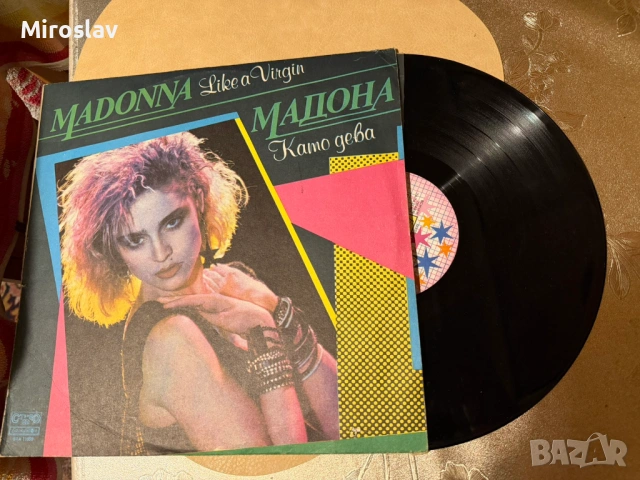 Miroslav
MADONNA Like a Virgin
МАДОНА
Като дева
BAZAR